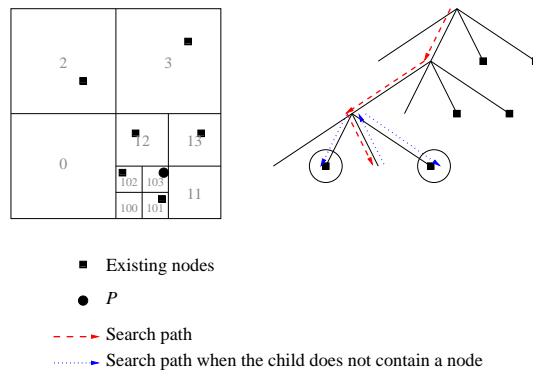 2 3
12 13
0
102 103
11
100 101
Existing nodes
P
Search path
Search path when the child does not contain a node